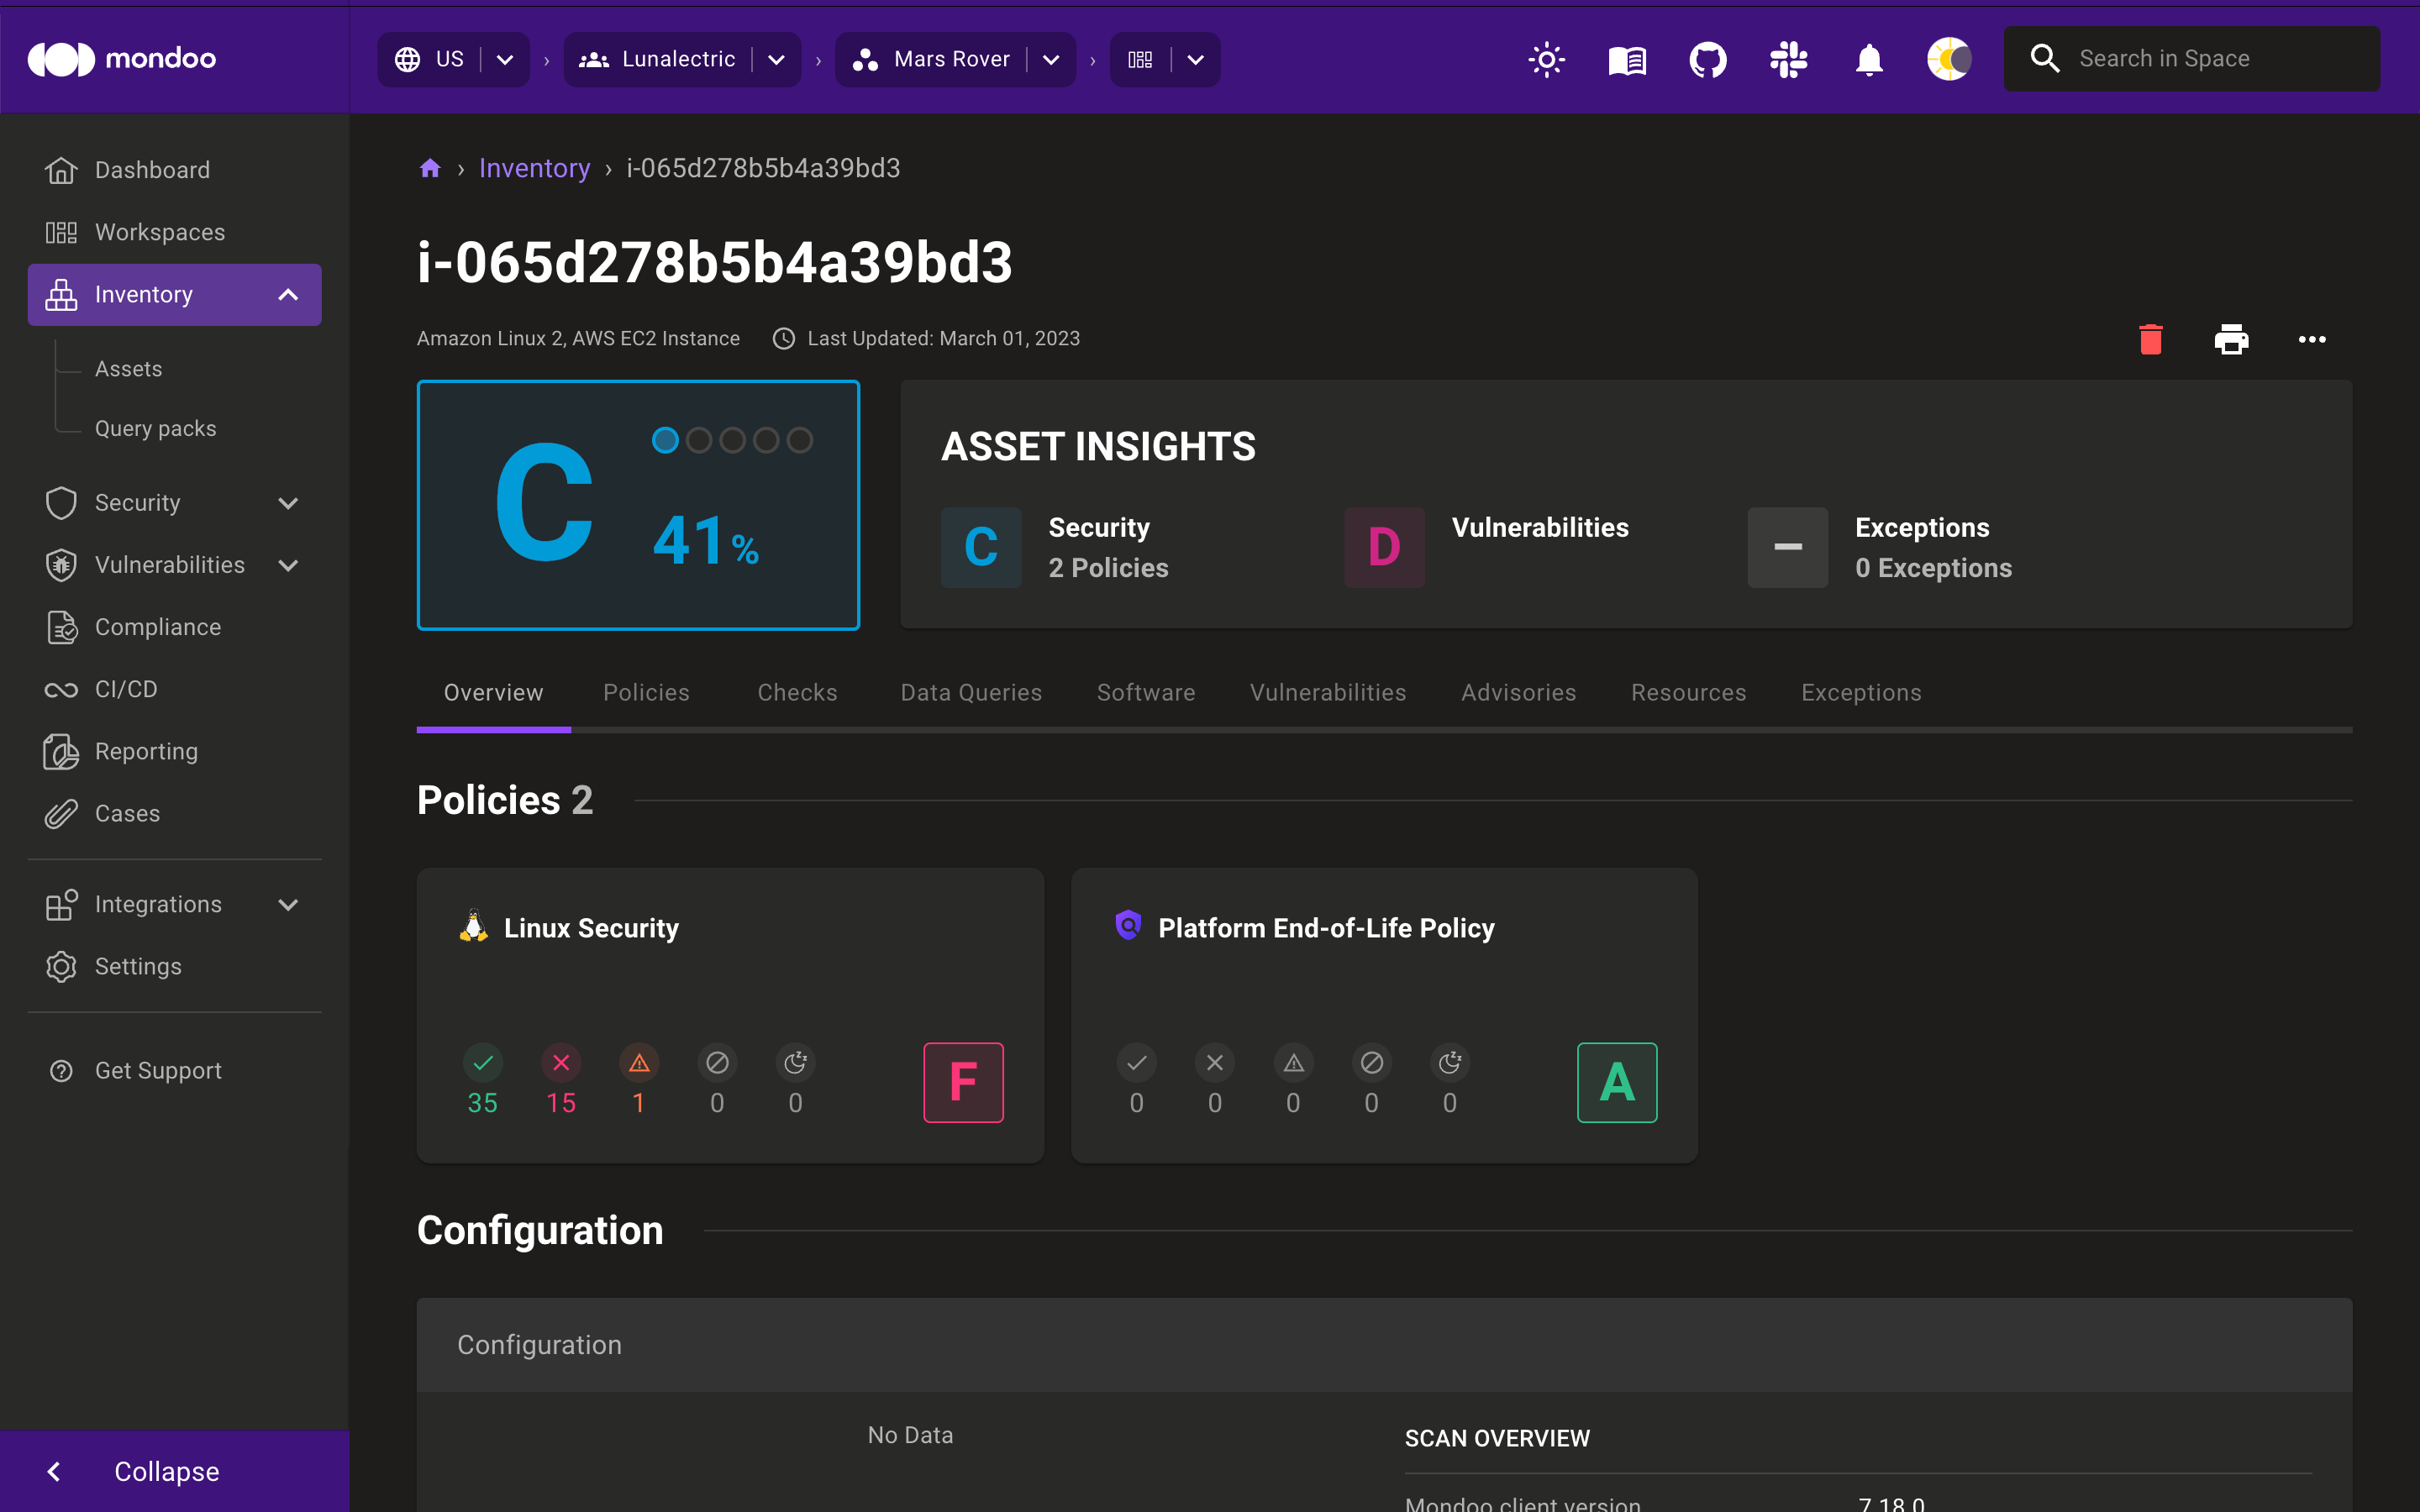 mondoo
US
Lunalectric
Mars Rover
Search in Space
Dashboard
Workspaces
Inventory
Assets
Query packs
Security
Vulnerabilities
Compliance
CI/CD
Reporting
Cases
Integrations
Settings
Get Support
Collapse
› Inventory › i-065d278b5b4a39bd3
i-065d278b5b4a39bd3
Amazon Linux 2, AWS EC2 Instance Last Updated: March 01, 2023
C
41%
ASSET INSIGHTS
C
Security
2 Policies
D
Vulnerabilities
Exceptions
0 Exceptions
Overview Policies Checks Data Queries Software Vulnerabilities Advisories Resources Exceptions
Policies 2
Linux Security
35 15 1 0 0
F
Platform End-of-Life Policy
0 0 0 0 0
A
Configuration
Configuration
No Data
SCAN OVERVIEW
Mondoo client version 7.18.0